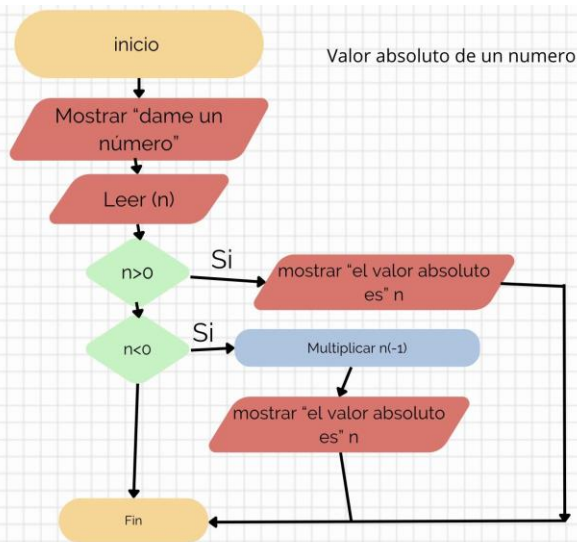 inicio
Valor absoluto de un numero
Mostrar “dame un
número”
Leer (n)
n>0
Si
mostrar “el valor absoluto
es” n
n<0
Si
Multiplicar n(-1)
mostrar “el valor absoluto
es” n
Fin